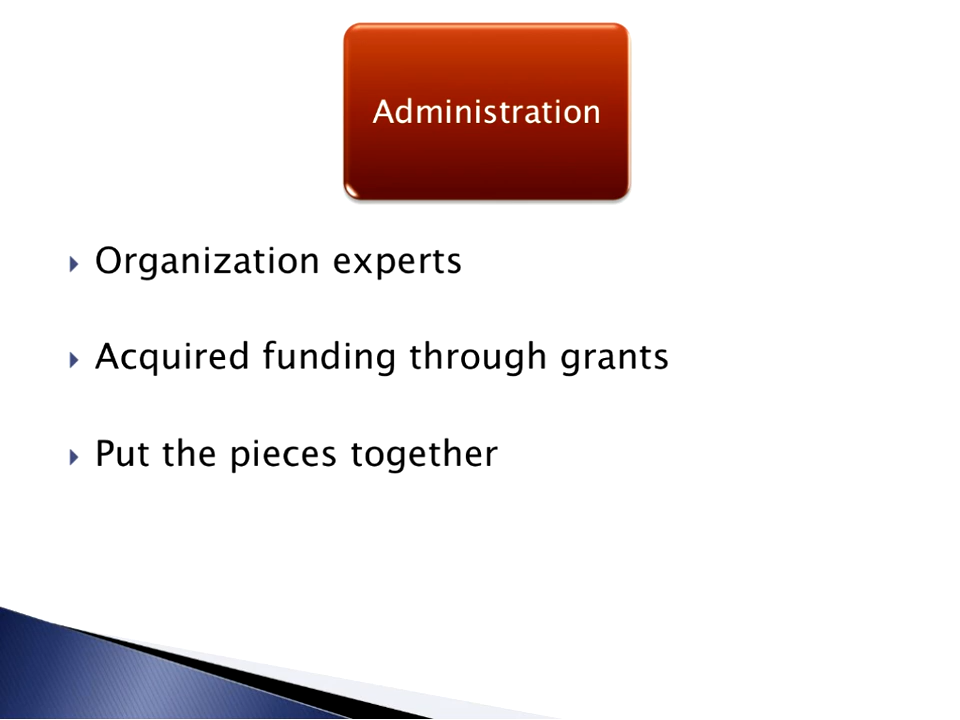 Administration
Organization experts
Acquired funding through grants
Put the pieces together